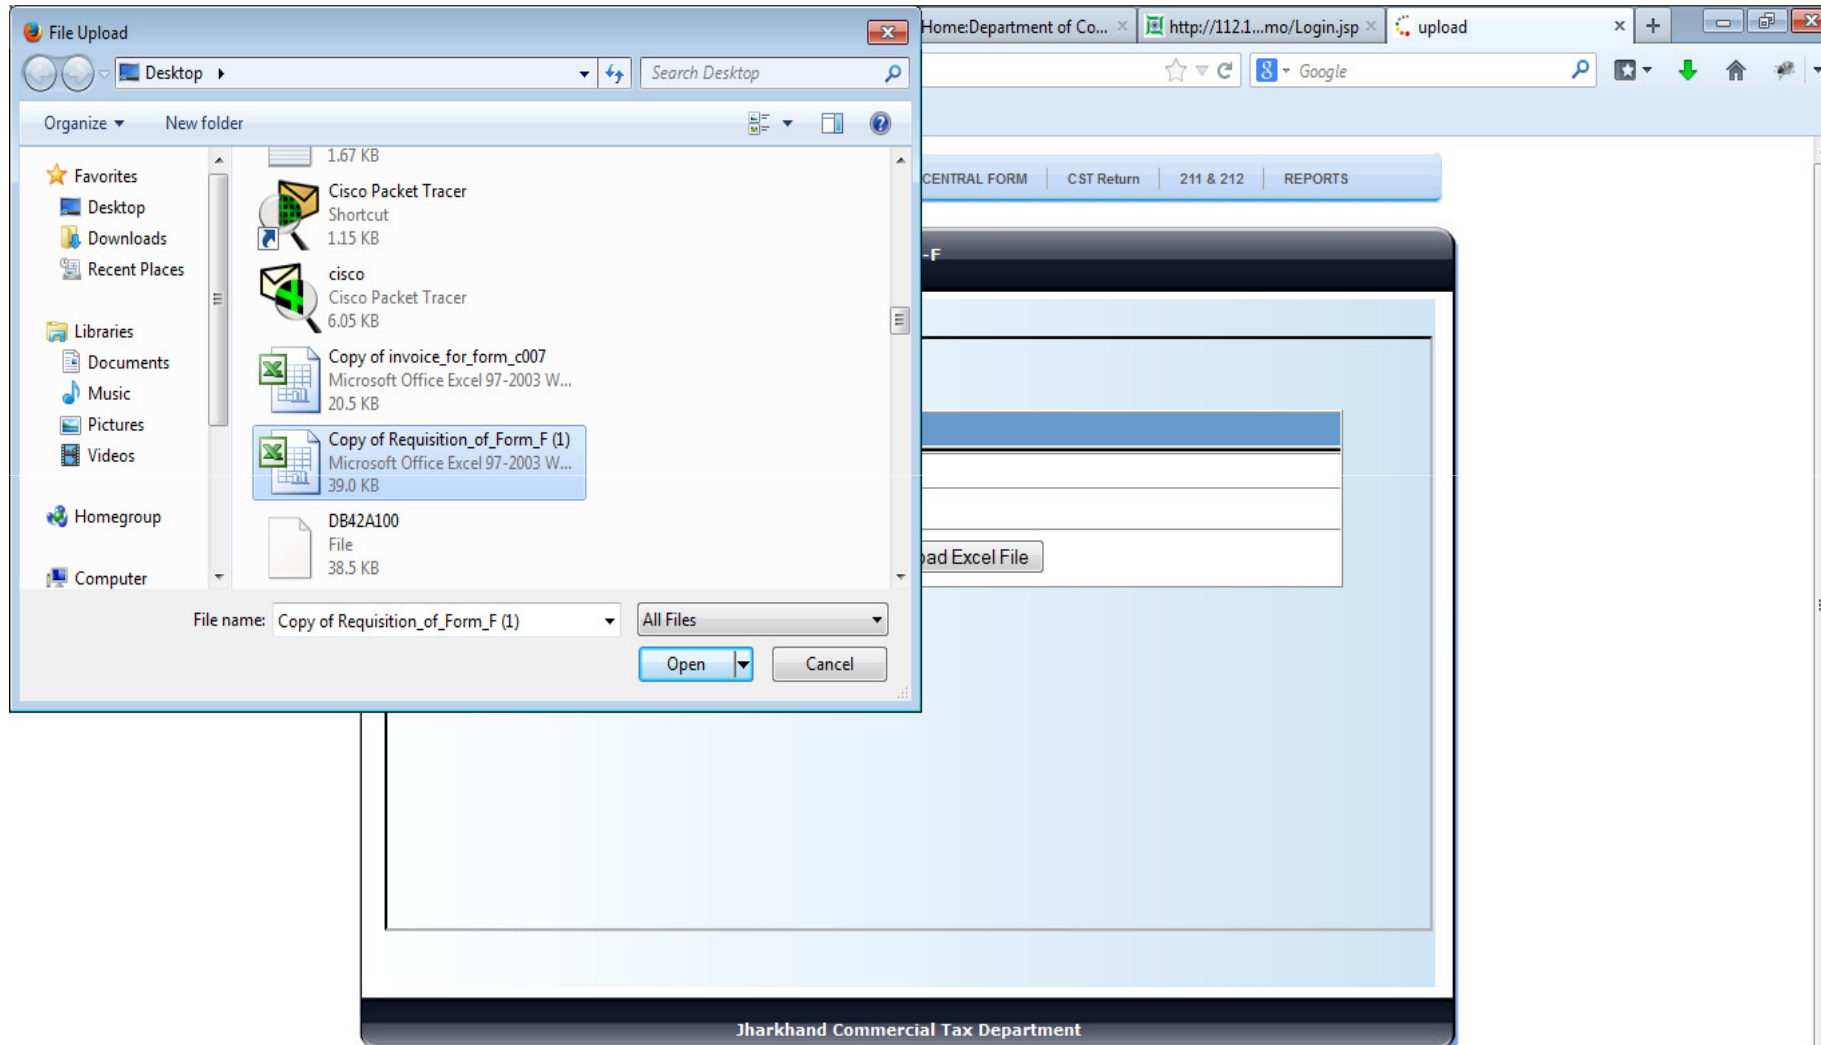 File Upload
Desktop
Search Desktop
Organize
New folder
Favorites
Desktop
Downloads
Recent Places
Libraries
Documents
Music
Pictures
Videos
Homegroup
Computer
1.67 KB
Cisco Packet Tracer
Shortcut
1.15 KB
cisco
Cisco Packet Tracer
6.05 KB
Copy of invoice_for_form_c007
Microsoft Office Excel 97-2003 W...
20.5 KB
Copy of Requisition_of_Form_F (1)
Microsoft Office Excel 97-2003 W...
39.0 KB
DB42A100
File
38.5 KB
File name: Copy of Requisition_of_Form_F (1)
All Files
Open
Cancel
Home:Department of Co...
http://112.1...mo/Login.jsp
upload
8
Google
CENTRAL FORM
CST Return
211 & 212
REPORTS
-F
oad Excel File
Jharkhand Commercial Tax Department